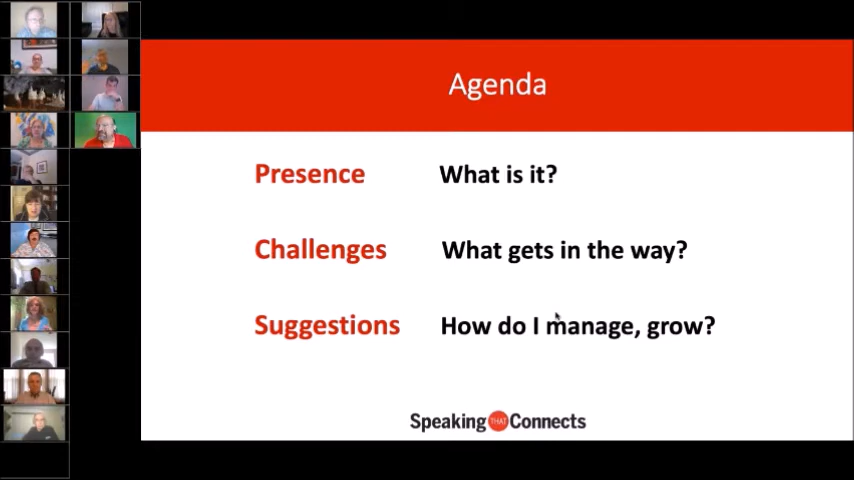 Agenda
Presence What is it?
Challenges What gets in the way?
Suggestions How do I manage, grow?
Speaking THAT Connects